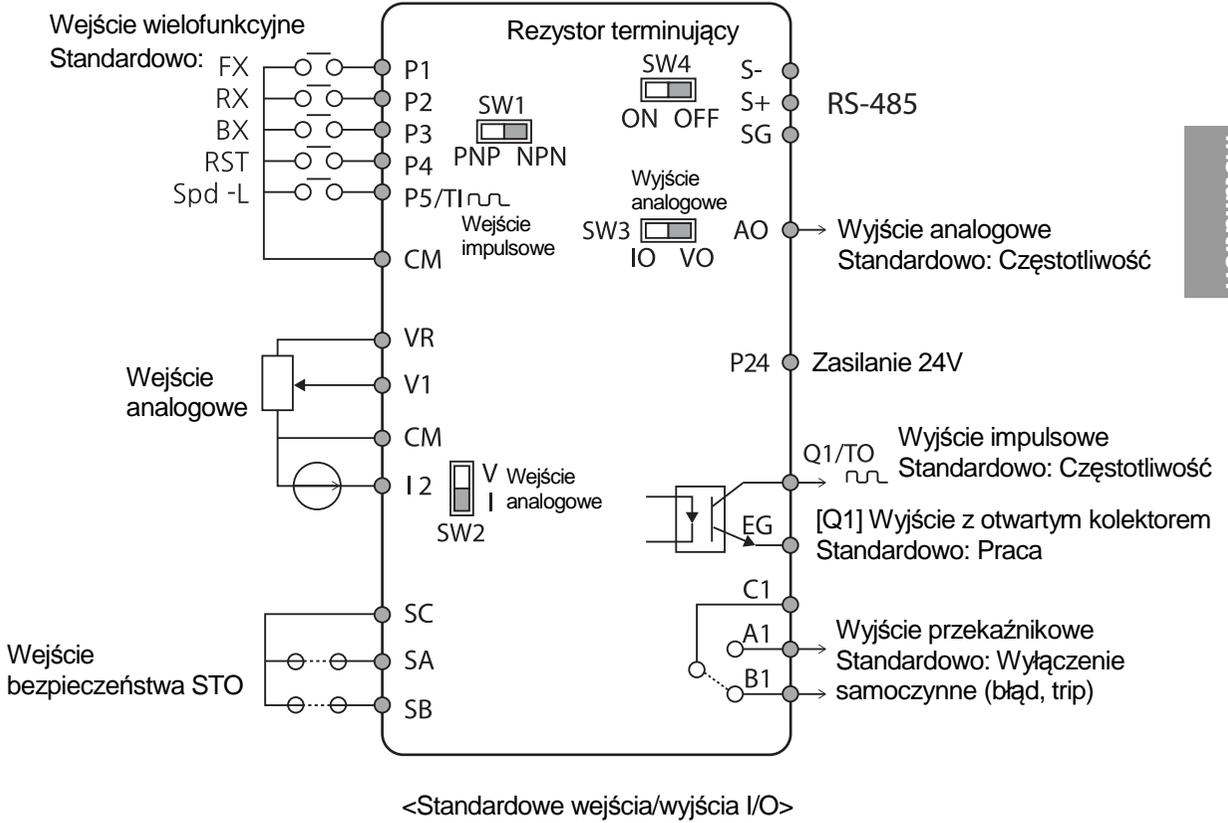 Wejście wielofunkcyjne
Standardowo:
FX
RX
BX
RST
Spd -L
P1
P2
P3
P4
P5/TI
Wejście
impulsowe
CM
SW1
PNP NPN
Rezystor terminujący
SW4
ON OFF
S-
S+
SG
RS-485
Wyjście
analogowe
SW3
IO VO
AO
Wyjście analogowe
Standardowo: Częstotliwość
Wejście
analogowe
VR
V1
CM
I2
V
I
Wejście
analogowe
SW2
P24
Zasilanie 24V
Q1/TO
Wyjście impulsowe
Standardowo: Częstotliwość
EG
[Q1] Wyjście z otwartym kolektorem
Standardowo: Praca
C1
A1
B1
Wyjście przekaźnikowe
Standardowo: Wyłączenie
samoczynne (błąd, trip)
Wejście
bezpieczeństwa STO
SC
SA
SB
<Standardowe wejścia/wyjścia I/O>